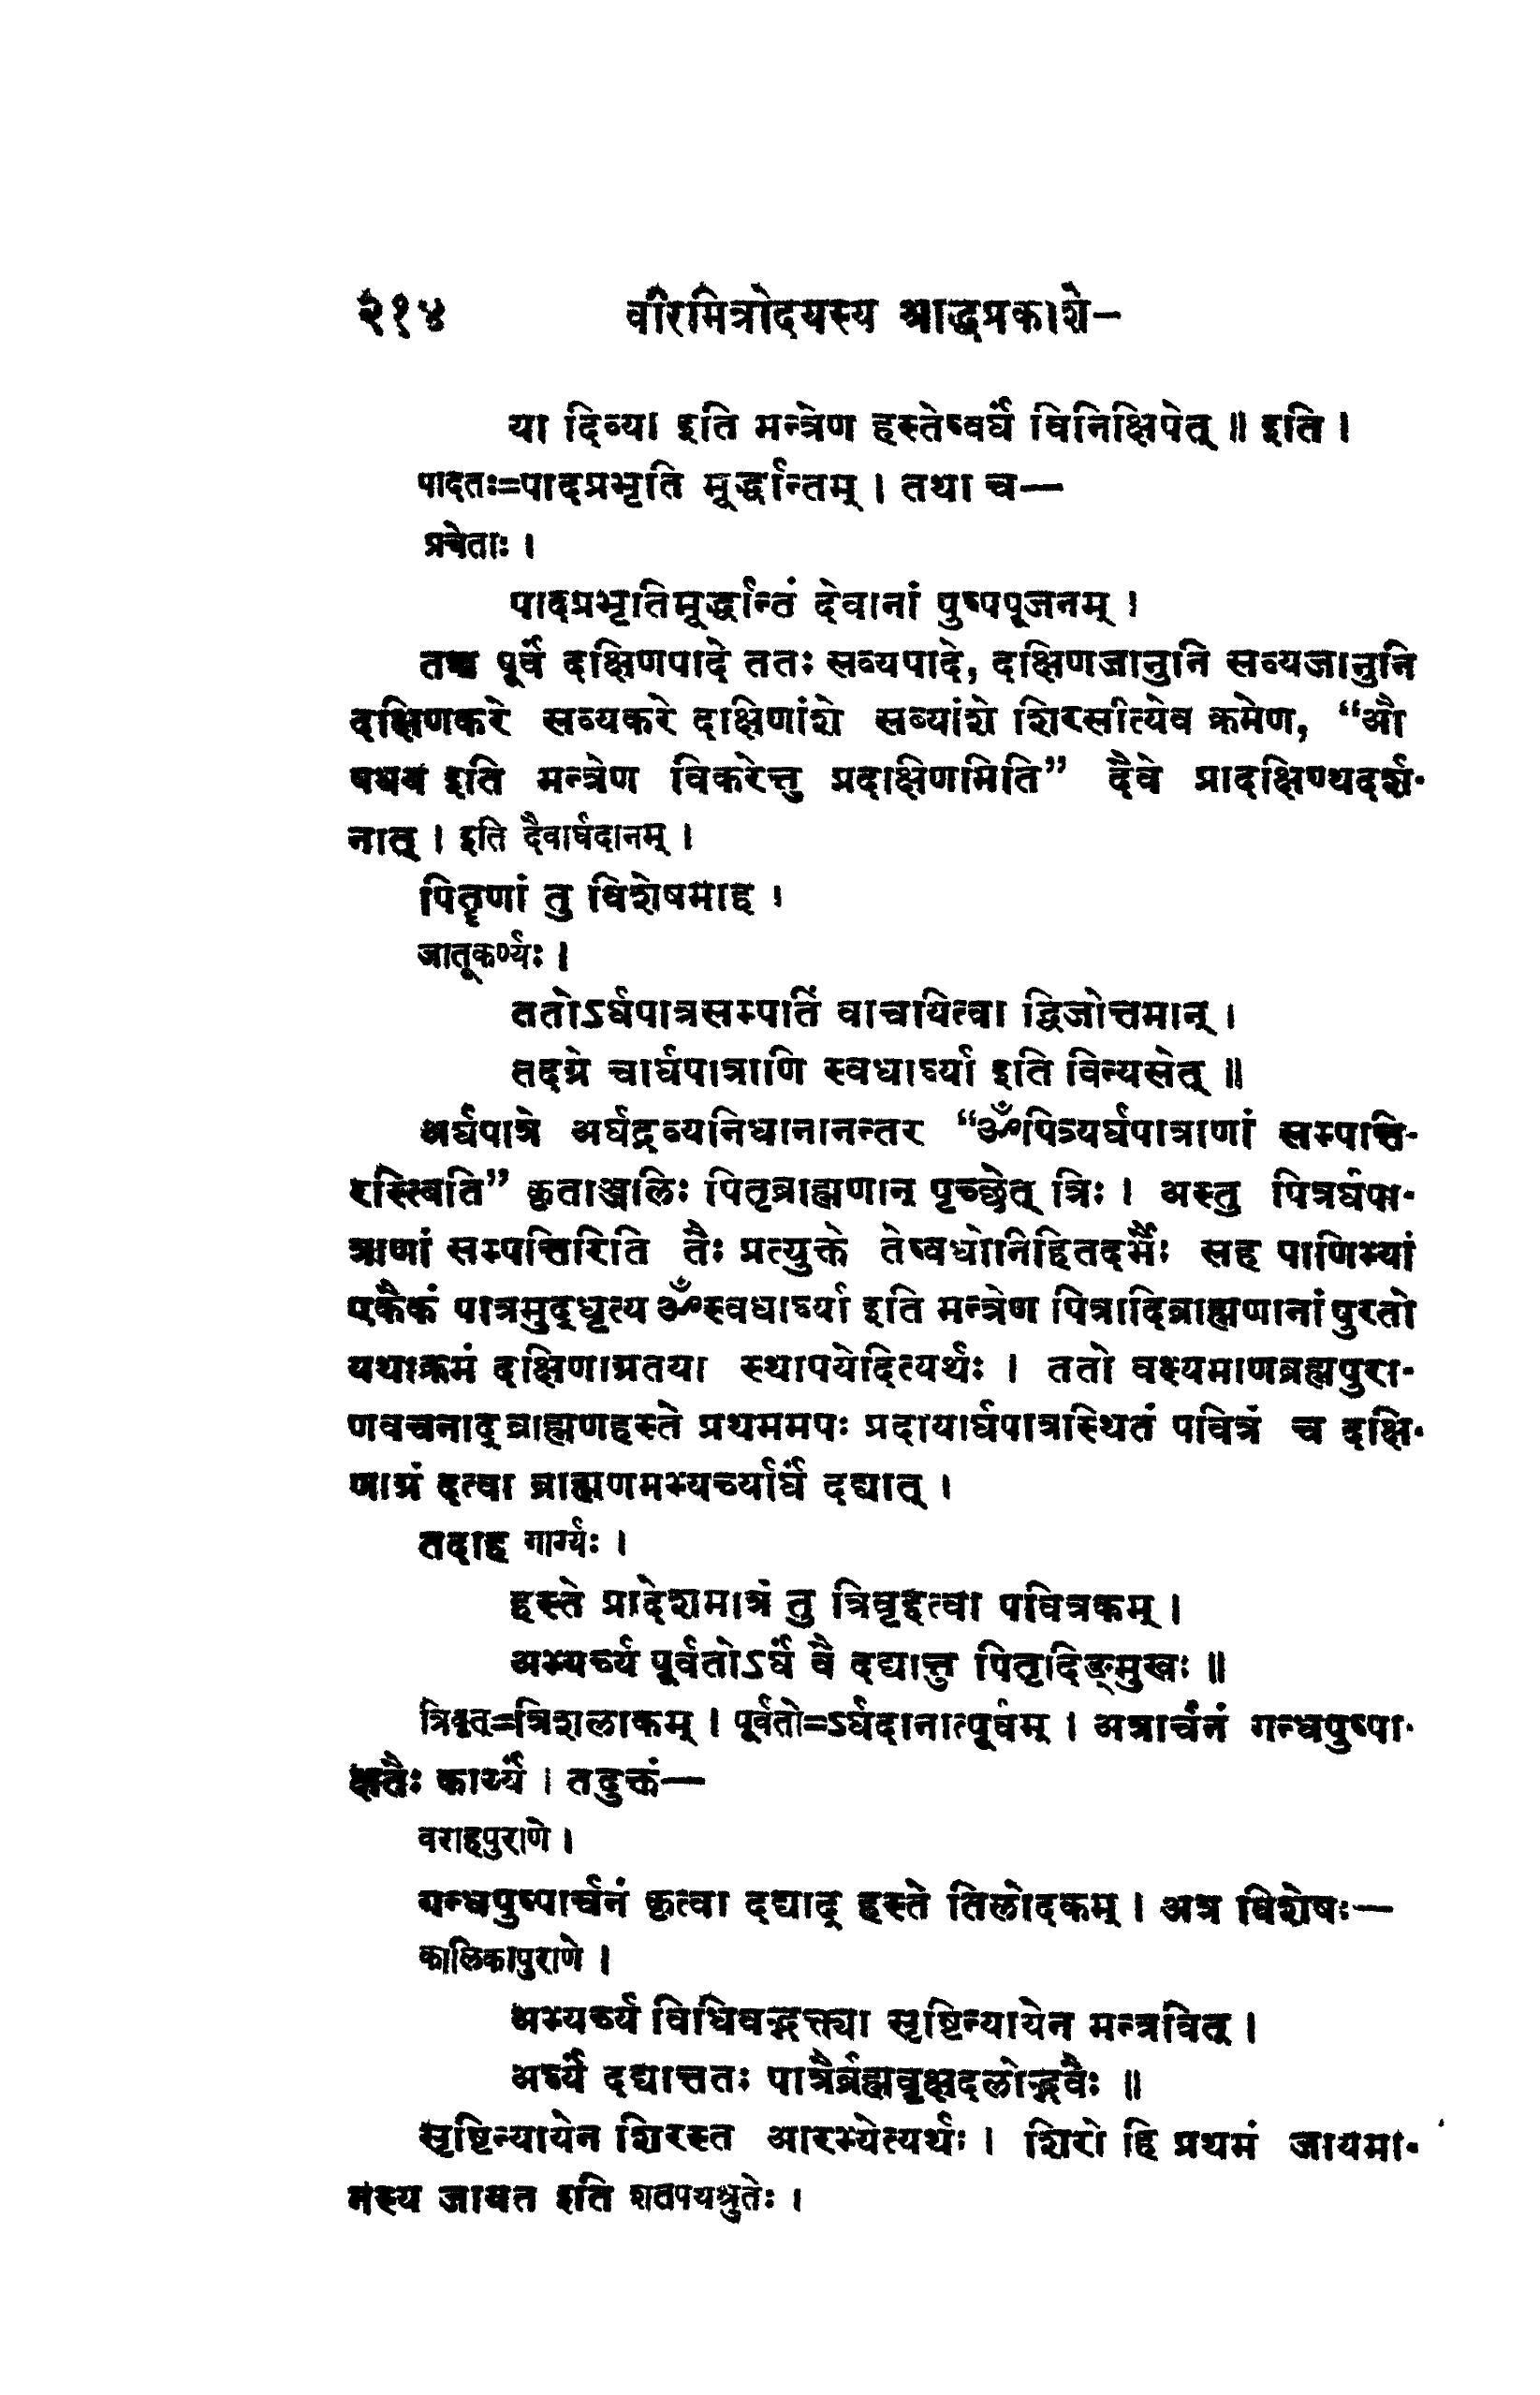 २१४ वीरमित्रोदयस्य श्राद्धप्रकाशे-
या दिव्या इति मन्त्रेण हस्तेष्वर्घं विनिक्षिपेत् ॥ इति ।
पादतः=पादप्रभृति मूर्द्धान्तम् । तथा च—
प्रचेताः ।
पादप्रभृतिमूर्द्धान्तं देवानां पुष्पपूजनम् ।
तच्च पूर्वं दक्षिणपादे ततः सव्यपादे, दक्षिणजानुनि सव्यजानुनि
दक्षिणकरे सव्यकरे दक्षिणांशे सव्यांशे शिरसीत्येव क्रमेण, “औ
षधय इति मन्त्रेण विकरेत्तु प्रदक्षिणमिति” दैवे प्रादक्षिण्यदर्श-
नात् । इति दैवार्घदानम् ।
पितॄणां तु विशेषमाह ।
जातूकर्ण्यः ।
ततोऽर्घपात्रसम्पत्तिं वाचयित्वा द्विजोत्तमान् ।
तदग्रे चार्घपात्राणि स्वधार्घ्या इति विन्यसेत् ॥
अर्घपात्रे अर्घद्रव्यनिधानानन्तर “ॐपित्र्यर्घपात्राणां सम्पत्ति-
रस्त्विति” कृताञ्जलिः पितृब्राह्मणान् पृच्छेत् त्रिः । अस्तु पित्रर्घपा-
त्राणां सम्पत्तिरिति तैः प्रत्युक्ते तेष्वधोनिहितदर्भैः सह पाणिभ्यां
एकैकं पात्रमुद्धृत्य ॐस्वधार्घ्या इति मन्त्रेण पित्रादिब्राह्मणानां पुरतो
यथाक्रमं दक्षिणाग्रतया स्थापयेदित्यर्थः । ततो वक्ष्यमाणब्रह्मपुरा-
णवचनाद् ब्राह्मणहस्ते प्रथममपः प्रदायार्घपात्रस्थितं पवित्रं च दक्षि-
णाग्रं दत्वा ब्राह्मणमभ्यर्च्यार्घं दद्यात् ।
तदाह गार्ग्यः ।
हस्ते प्रादेशमात्रं तु त्रिवृद्दत्वा पवित्रकम् ।
अभ्यर्च्य पूर्वतोऽर्घं वै दद्यात्तु पितृदिङ्मुखः ॥
त्रिवृत=त्रिशलाकम् । पूर्वतो=ऽर्घदानात्पूर्वम् । अत्रार्चनं गन्धपुष्पा-
क्षतैः कार्य्यं । तदुक्तं—
वराहपुराणे ।
गन्धपुष्पार्चनं कृत्वा दद्याद् हस्ते तिलोदकम् । अत्र विशेषः—
कालिकापुराणे ।
अभ्यर्च्य विधिवद्भक्त्या सृष्टिन्यायेन मन्त्रवित् ।
अर्घ्यं दद्यात्ततः पात्रैर्ब्रह्मवृक्षदलोद्भवैः ॥
सृष्टिन्यायेन शिरस्त आरभ्येत्यर्थः । शिरो हि प्रथमं जायमा-
नस्य जायत इति शतपथश्रुतेः ।